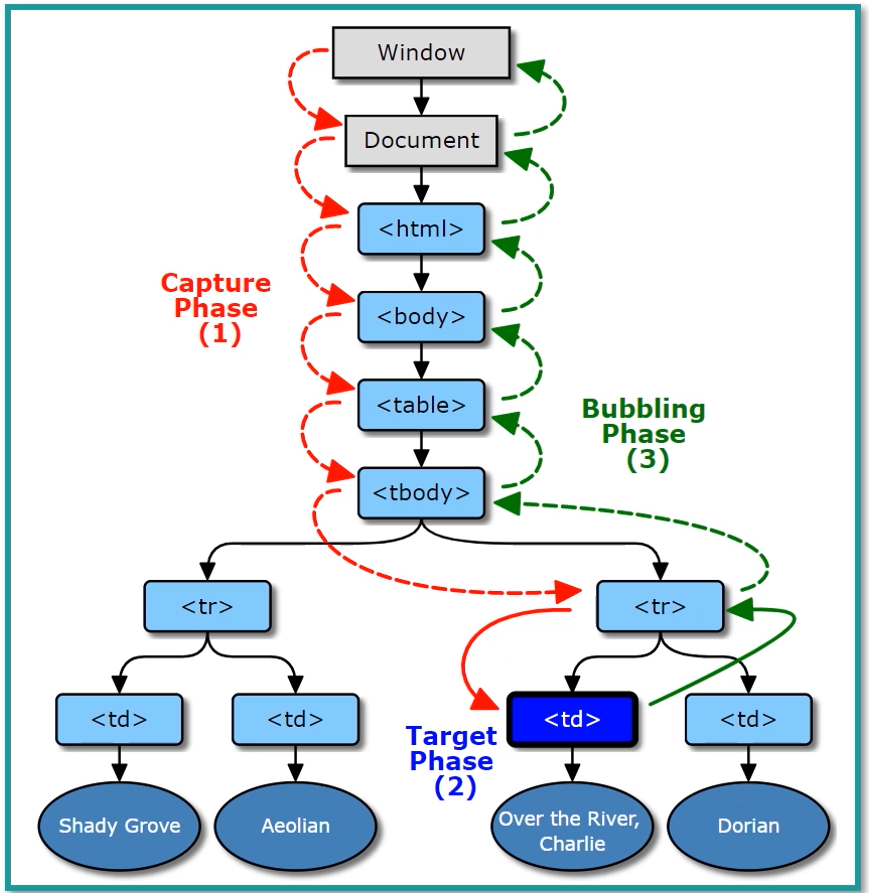 Window
Document
<html>
Capture
Phase
(1)
<body>
<table>
Bubbling
Phase
(3)
<tbody>
<tr>
<tr>
<td>
<td>
<td>
<td>
Target
Phase
(2)
Shady Grove
Aeolian
Over the River,
Charlie
Dorian